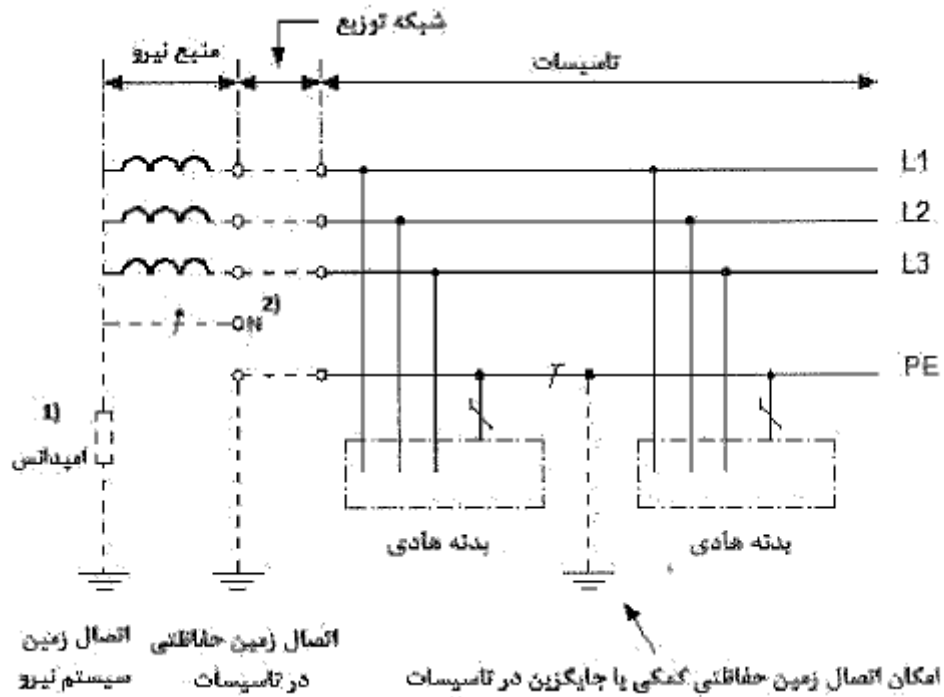 شبکه توزیع
منبع نیرو
تاسیسات
L1
L2
L3
N 2)
PE
1)
امپدانس
بدنه هادی
بدنه هادی
اتصال زمین
سیستم نیرو
اتصال زمین حفاظتی
در تاسیسات
امکان اتصال زمین حفاظتی کمکی یا جایگزین در تاسیسات